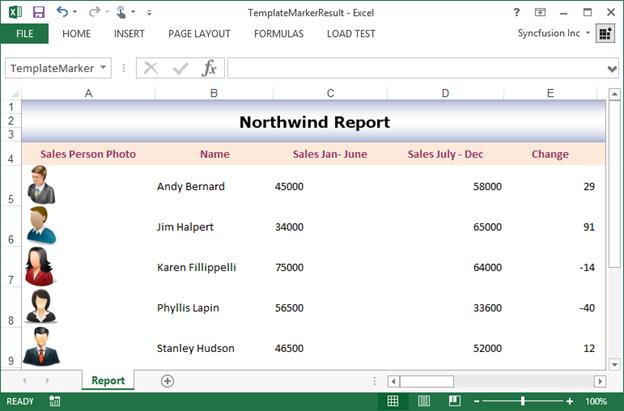 TemplateMarkerResult - Excel
FILE HOME INSERT PAGE LAYOUT FORMULAS LOAD TEST Syncfusion Inc
TemplateMarker fx
A B C D E
1
2 Northwind Report
3
4 Sales Person Photo Name Sales Jan- June Sales July - Dec Change
5 Andy Bernard 45000 58000 29
6 Jim Halpert 34000 65000 91
7 Karen Fillippelli 75000 64000 -14
8 Phyllis Lapin 56500 33600 -40
9 Stanley Hudson 46500 52000 12
Report
READY 100%